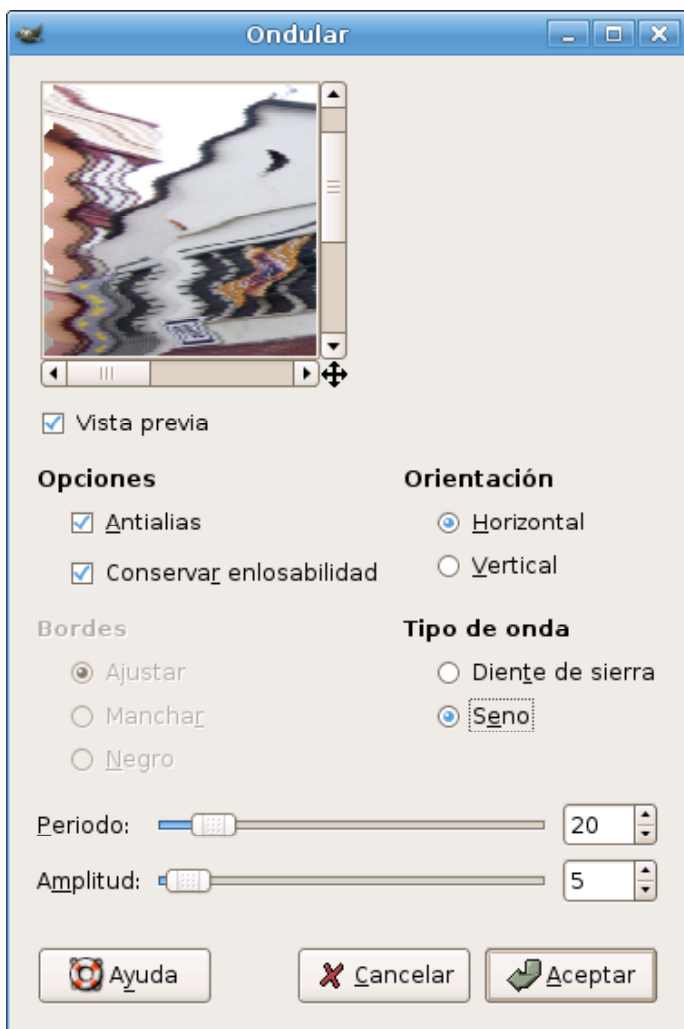 Ondular
Vista previa
Opciones
Antialias
Conservar enlosabilidad
Orientación
Horizontal
Vertical
Bordes
Ajustar
Manchar
Negro
Tipo de onda
Diente de sierra
Seno
Periodo: 20
Amplitud: 5
Ayuda Cancelar Aceptar